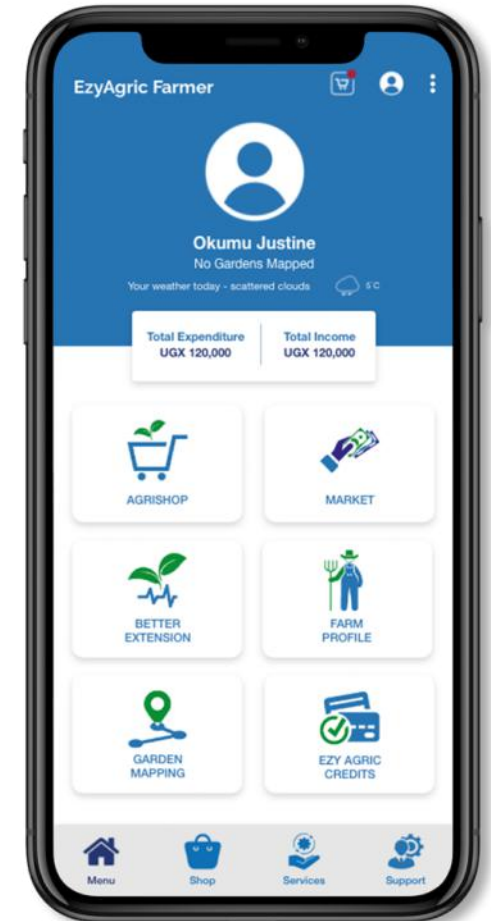 EzyAgric Farmer
Okumu Justine
No Gardens Mapped
Your weather today - scattered clouds 5°C
Total Expenditure
UGX 120,000
Total Income
UGX 120,000
AGRISHOP
MARKET
BETTER
EXTENSION
FARM
PROFILE
GARDEN
MAPPING
EZY AGRIC
CREDITS
Menu
Shop
Services
Support